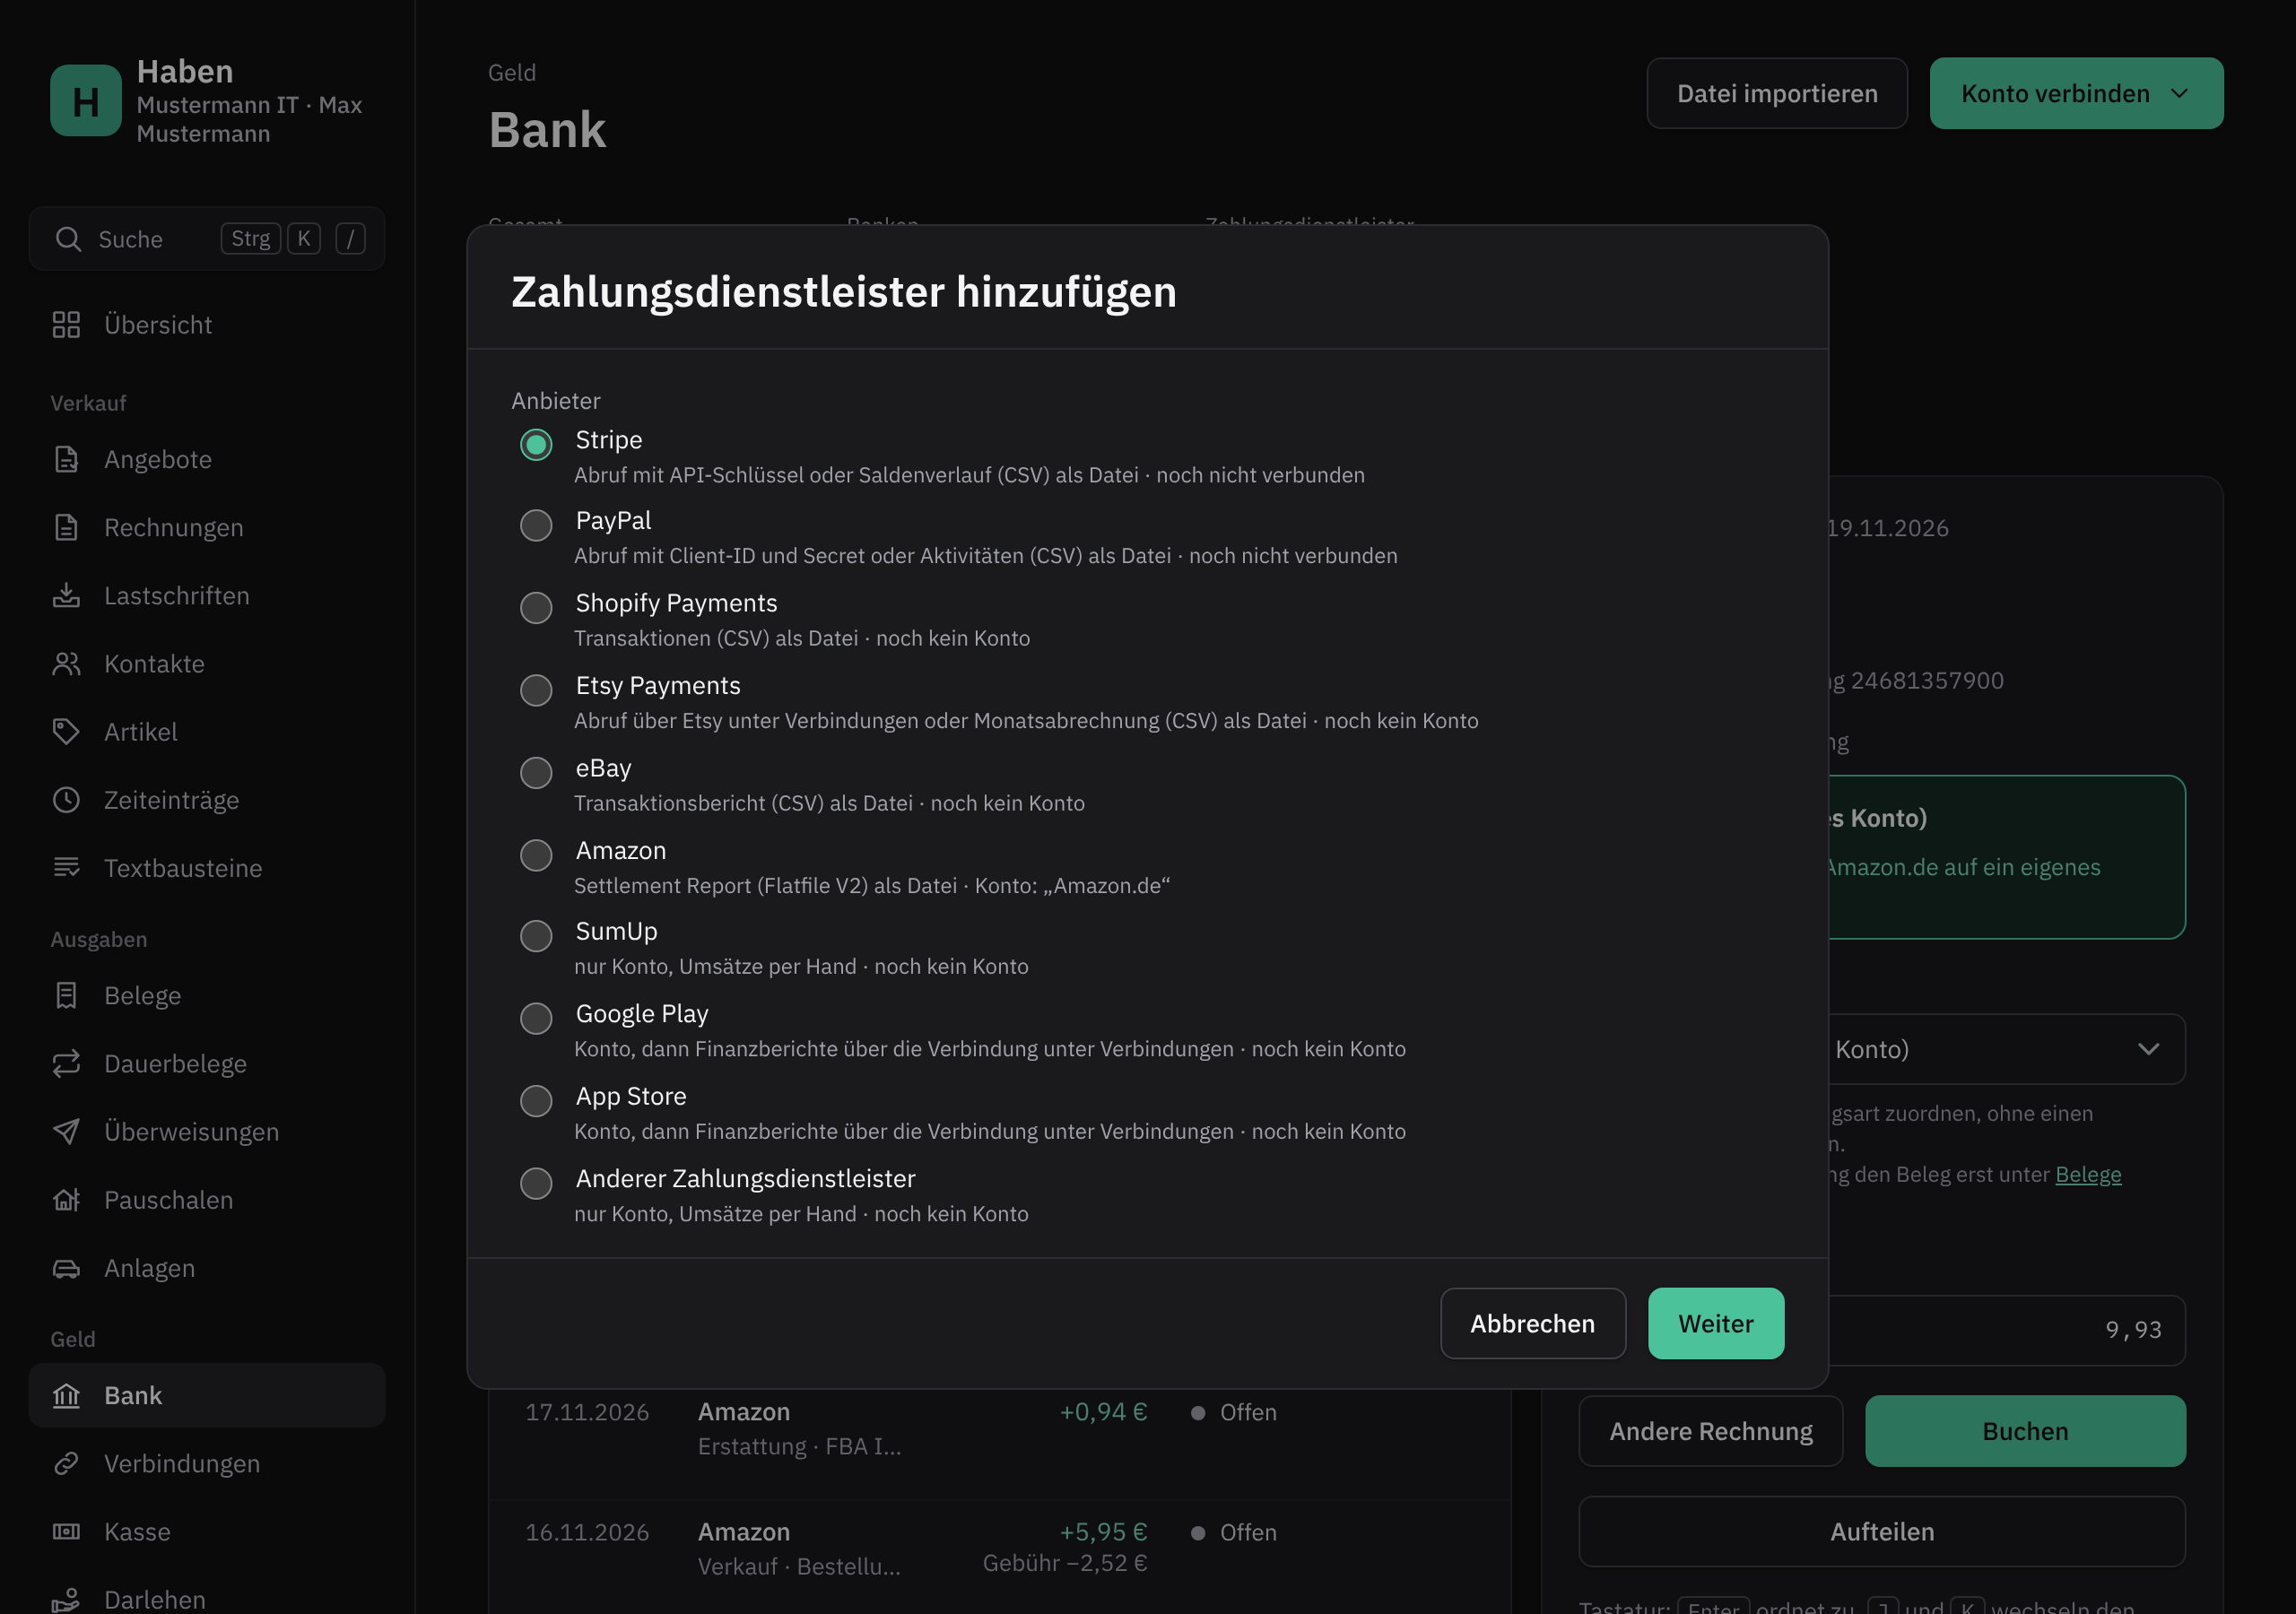 H
Haben
Mustermann IT · Max
Mustermann
Suche
Strg K /
Übersicht
Verkauf
Angebote
Rechnungen
Lastschriften
Kontakte
Artikel
Zeiteinträge
Textbausteine
Ausgaben
Belege
Dauerbelege
Überweisungen
Pauschalen
Anlagen
Geld
Bank
Verbindungen
Kasse
Darlehen
Geld
Bank
Datei importieren
Konto verbinden
Gesamt Banken Zahlungsdienstleister
Zahlungsdienstleister hinzufügen
Anbieter
Stripe
Abruf mit API-Schlüssel oder Saldenverlauf (CSV) als Datei · noch nicht verbunden
PayPal
Abruf mit Client-ID und Secret oder Aktivitäten (CSV) als Datei · noch nicht verbunden
Shopify Payments
Transaktionen (CSV) als Datei · noch kein Konto
Etsy Payments
Abruf über Etsy unter Verbindungen oder Monatsabrechnung (CSV) als Datei · noch kein Konto
eBay
Transaktionsbericht (CSV) als Datei · noch kein Konto
Amazon
Settlement Report (Flatfile V2) als Datei · Konto: „Amazon.de“
SumUp
nur Konto, Umsätze per Hand · noch kein Konto
Google Play
Konto, dann Finanzberichte über die Verbindung unter Verbindungen · noch kein Konto
App Store
Konto, dann Finanzberichte über die Verbindung unter Verbindungen · noch kein Konto
Anderer Zahlungsdienstleister
nur Konto, Umsätze per Hand · noch kein Konto
Abbrechen
Weiter
17.11.2026 Amazon +0,94 € Offen
Erstattung · FBA I...
16.11.2026 Amazon +5,95 € Offen
Verkauf · Bestellu... Gebühr −2,52 €
19.11.2026
24681357900
Konto)
Amazon.de auf ein eigenes
Konto)
zuordnen, ohne einen
den Beleg erst unter Belege
9,93
Andere Rechnung
Buchen
Aufteilen
Tastatur: Enter ordnet zu, J und K wechseln den